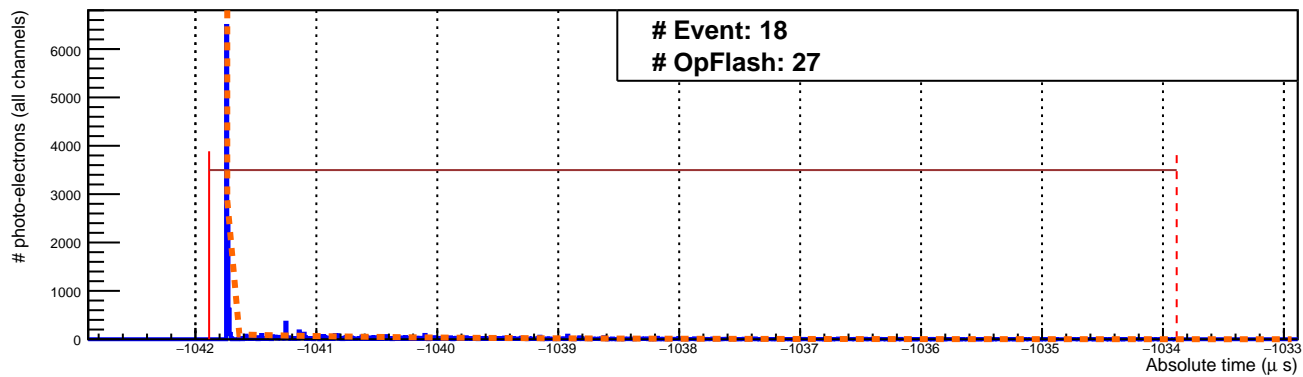 # Event: 18
# OpFlash: 27
# photo-electrons (all channels)
6000
5000
4000
3000
2000
1000
0
−1042 −1041 −1040 −1039 −1038 −1037 −1036 −1035 −1034 −1033
Absolute time (μ s)